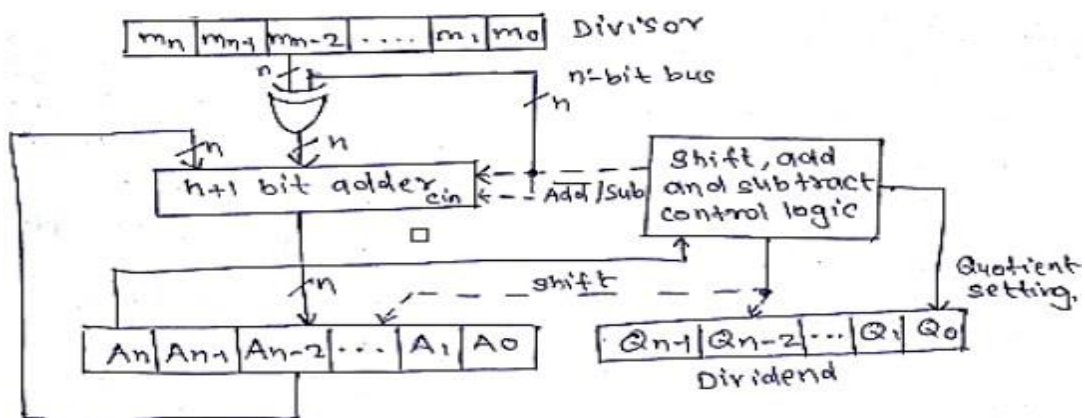 mn mn-1 mn-2 .... m1 m0 Divisor
n
n-bit bus
n
n
n
n+1 bit adder
cin
Add/Sub
Shift, add
and subtract
control logic
n
shift
Quotient
setting.
An An-1 An-2 ... A1 A0
Qn-1 Qn-2 ... Q1 Q0
Dividend